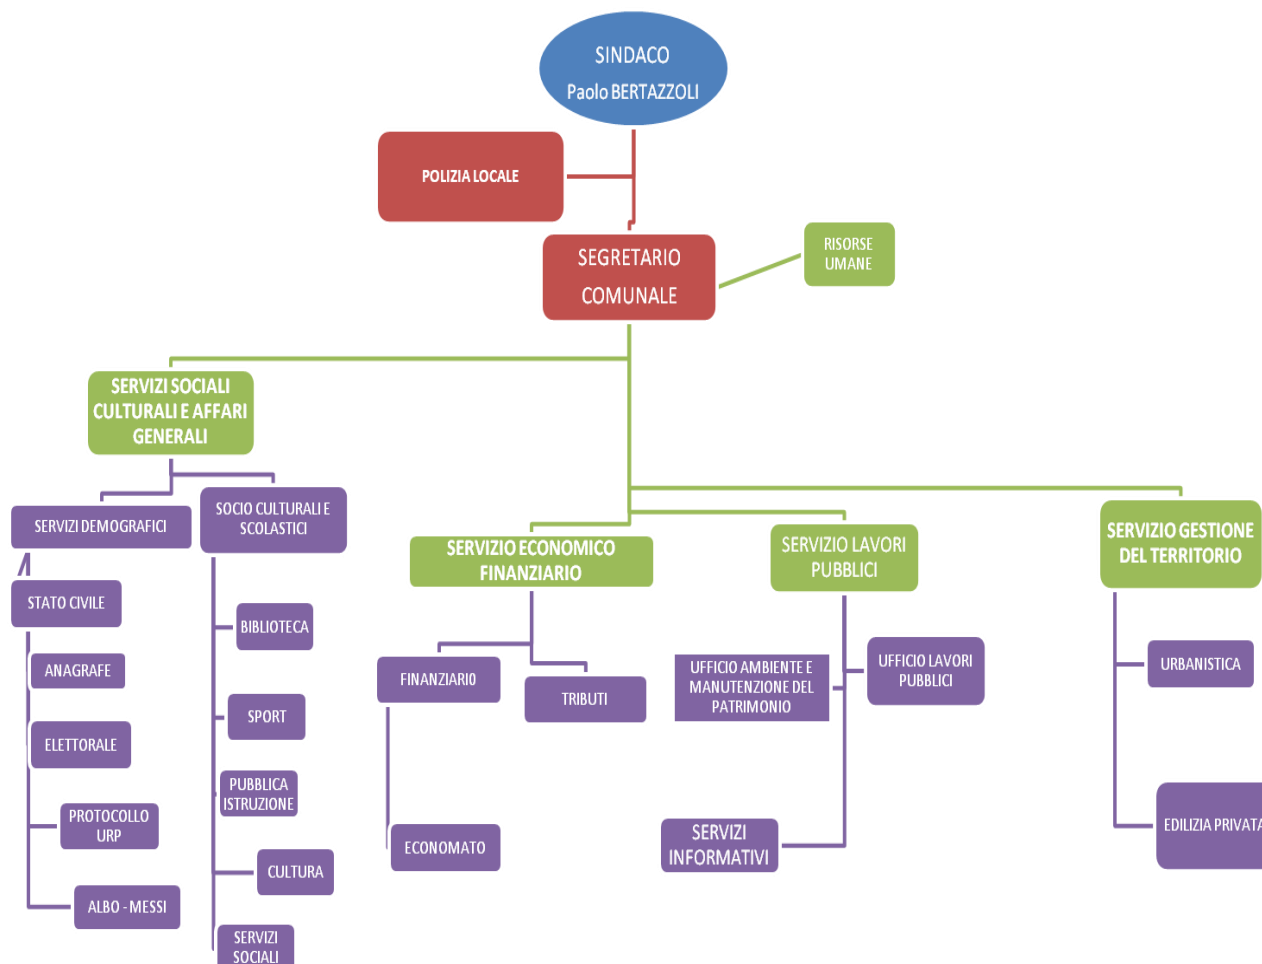 SINDACO
Paolo BERTAZZOLI
POLIZIA LOCALE
SEGRETARIO
COMUNALE
RISORSE
UMANE
SERVIZI SOCIALI
CULTURALI E AFFARI
GENERALI
SERVIZI DEMOGRAFICI
SOCIO CULTURALI E
SCOLASTICI
STATO CIVILE
ANAGRAFE
ELETTORALE
PROTOCOLLO
URP
ALBO - MESSI
BIBLIOTECA
SPORT
PUBBLICA
ISTRUZIONE
CULTURA
SERVIZI
SOCIALI
SERVIZIO ECONOMICO
FINANZIARIO
FINANZIARIO
TRIBUTI
ECONOMATO
SERVIZIO LAVORI
PUBBLICI
UFFICIO AMBIENTE E
MANUTENZIONE DEL
PATRIMONIO
UFFICIO LAVORI
PUBBLICI
SERVIZI
INFORMATIVI
SERVIZIO GESTIONE
DEL TERRITORIO
URBANISTICA
EDILIZIA PRIVATA